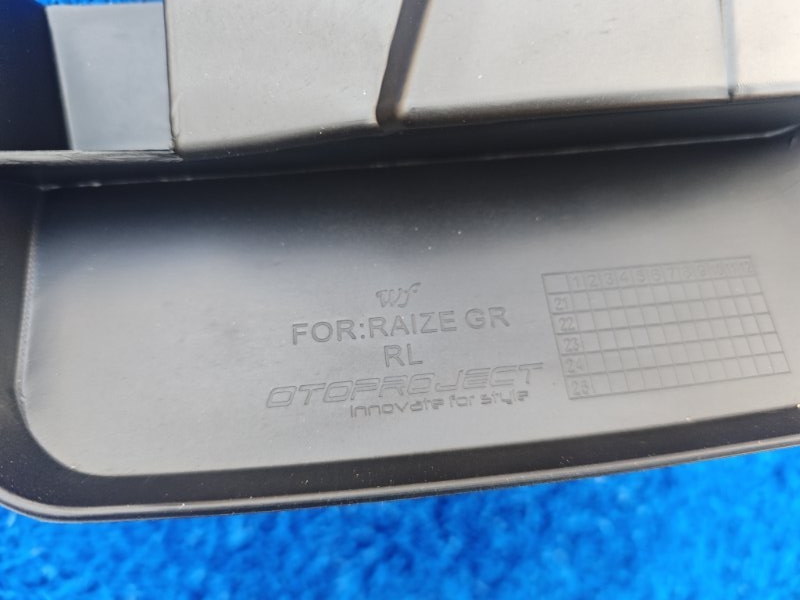 wf
FOR:RAIZE GR
RL
OTOPROJECT
innovate for style
1 2 3 4 5 6 7 8 9 10 11 12
21
22
23
24
25